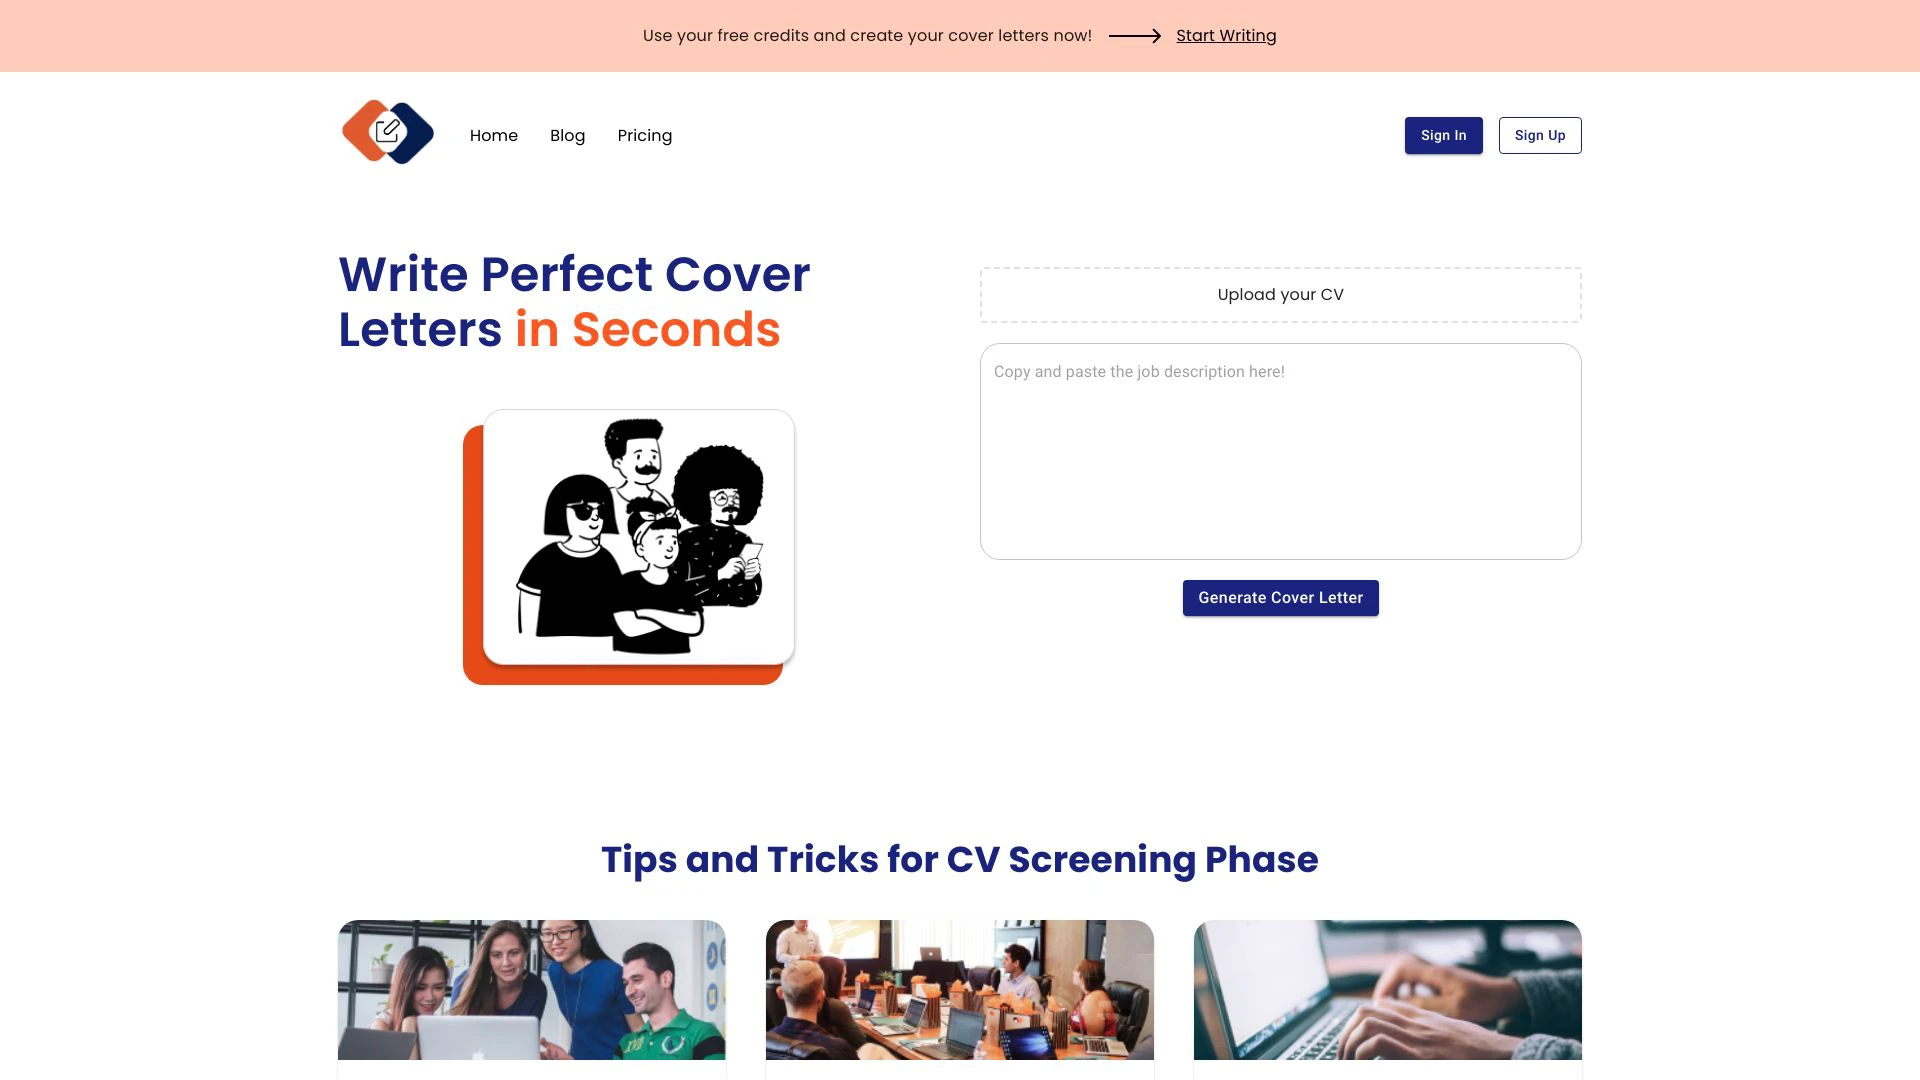 Use your free credits and create your cover letters now! Start Writing
Home Blog Pricing Sign In Sign Up
Write Perfect Cover
Letters in Seconds
Upload your CV
Copy and paste the job description here!
Generate Cover Letter
Tips and Tricks for CV Screening Phase